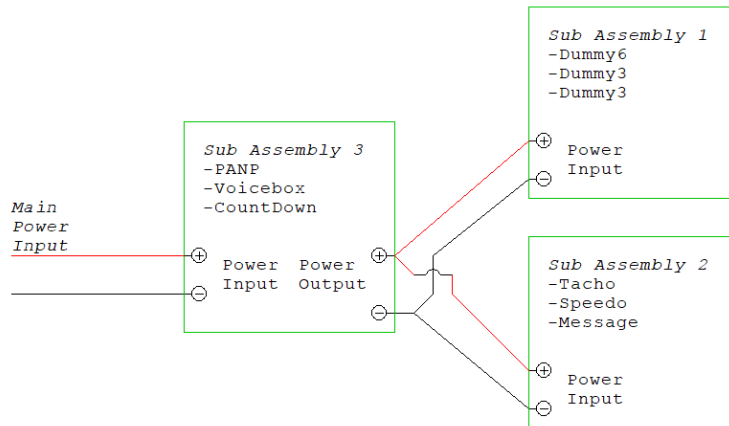 Sub Assembly 1
-Dummy6
-Dummy3
-Dummy3
+ Power
- Input
Sub Assembly 3
-PANP
-Voicebox
-CountDown
Main
Power
Input
+ Power Power +
- Input Output
-
Sub Assembly 2
-Tacho
-Speedo
-Message
+ Power
- Input